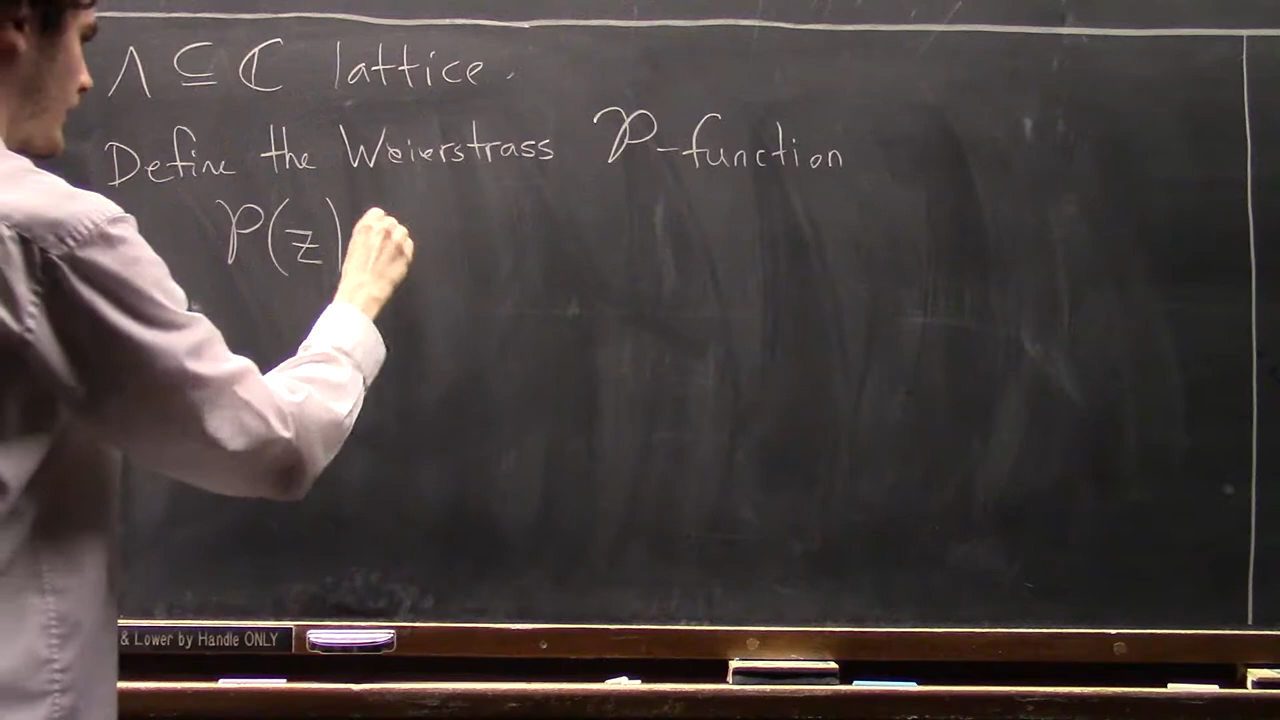 Λ ⊆ ℂ lattice.
Define the Weierstrass ℘-function
℘(z)
& Lower by Handle ONLY